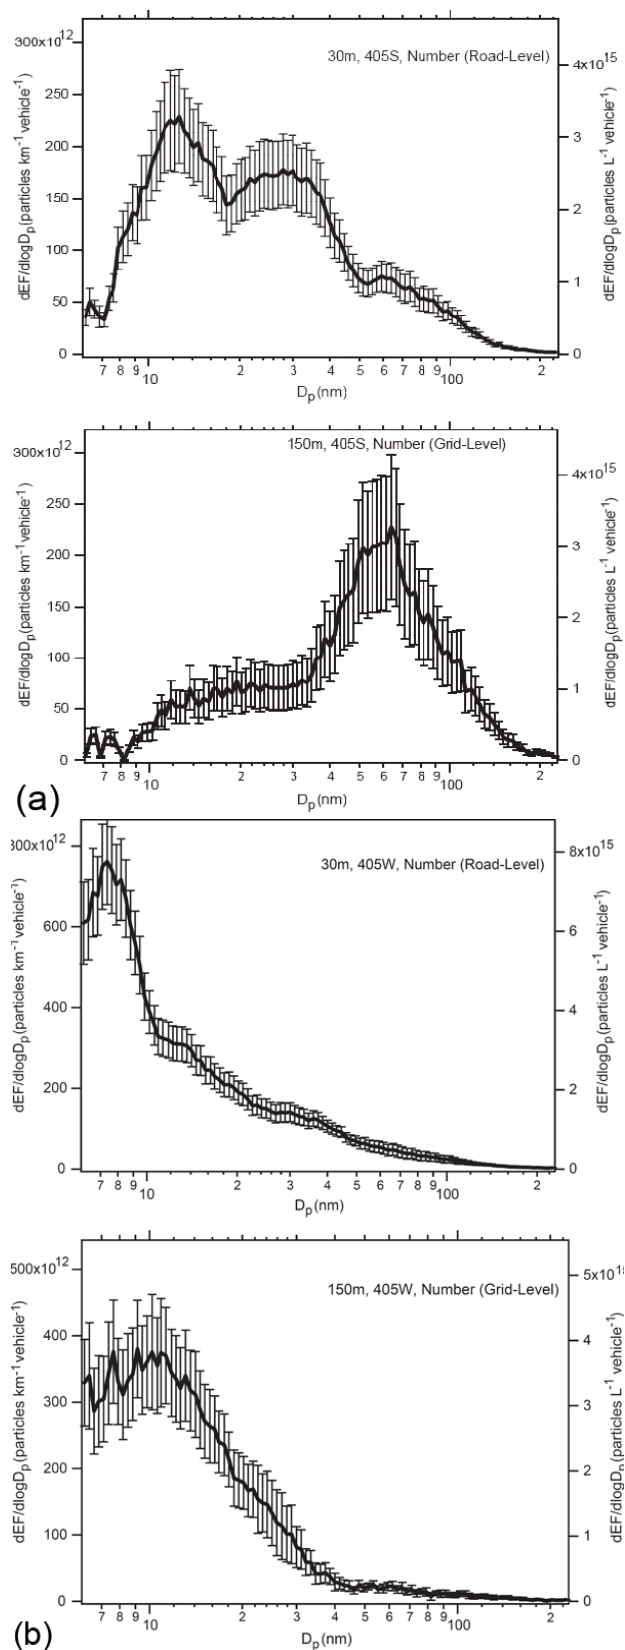 300x10¹²
250
200
150
100
50
0
dEF/dlogDₚ(particles km⁻¹ vehicle⁻¹)
30m, 405S, Number (Road-Level)
4x10¹⁵
3
2
1
0
dEF/dlogDₚ(particles L⁻¹ vehicle⁻¹)
7 8 9 10 2 3 4 5 6 7 8 9 100 2
Dₚ(nm)
300x10¹²
250
200
150
100
50
0
dEF/dlogDₚ(particles km⁻¹ vehicle⁻¹)
150m, 405S, Number (Grid-Level)
4x10¹⁵
3
2
1
0
dEF/dlogDₚ(particles L⁻¹ vehicle⁻¹)
7 8 9 10 2 3 4 5 6 7 8 9 100 2
Dₚ(nm)
(a)
300x10¹²
600
400
200
0
dEF/dlogDₚ(particles km⁻¹ vehicle⁻¹)
30m, 405W, Number (Road-Level)
8x10¹⁵
6
4
2
0
dEF/dlogDₚ(particles L⁻¹ vehicle⁻¹)
7 8 9 10 2 3 4 5 6 7 8 9 100 2
Dₚ(nm)
500x10¹²
400
300
200
100
0
dEF/dlogDₚ(particles km⁻¹ vehicle⁻¹)
150m, 405W, Number (Grid-Level)
5x10¹⁵
4
3
2
1
0
dEF/dlogDₚ(particles L⁻¹ vehicle⁻¹)
7 8 9 10 2 3 4 5 6 7 8 9 100 2
Dₚ(nm)
(b)